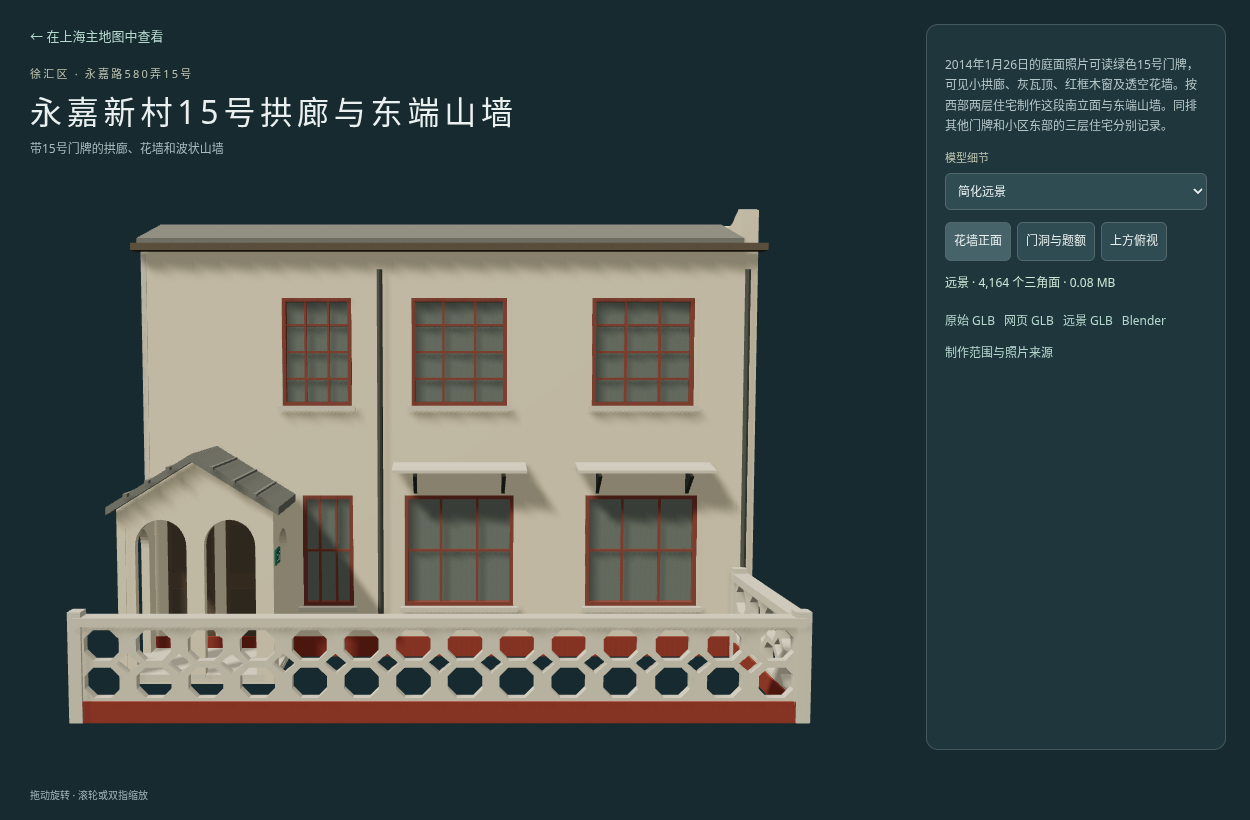 ← 在上海主地图中查看
徐汇区 · 永嘉路580弄15号
永嘉新村15号拱廊与东端山墙
带15号门牌的拱廊、花墙和波状山墙
2014年1月26日的庭面照片可读绿色15号门牌，
可见小拱廊、灰瓦顶、红框木窗及透空花墙。按
西部两层住宅制作这段南立面与东端山墙。同排
其他门牌和小区东部的三层住宅分别记录。
模型细节
简化远景
花墙正面 门洞与题额 上方俯视
远景 · 4,164 个三角面 · 0.08 MB
原始 GLB 网页 GLB 远景 GLB Blender
制作范围与照片来源
拖动旋转 · 滚轮或双指缩放